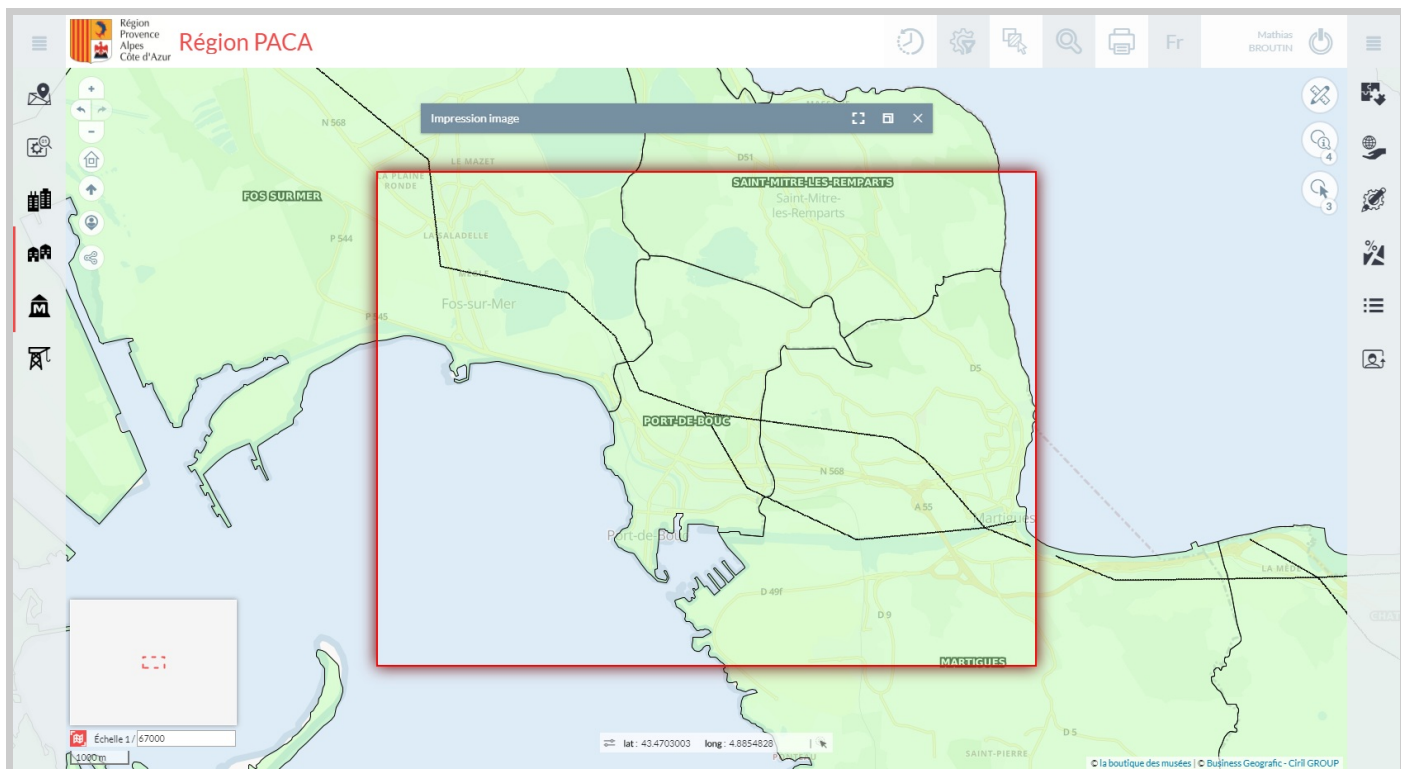 Région
Provence
Alpes
Côte d'Azur
Région PACA
Fr
Mathias
BROUTIN
Impression image
N 568
LE MAZET
D51
LA PLAINE
RONDE
FOS SUR MER
SAINT-MITRE-LES-REMPARTS
Saint-Mitre-
les-Remparts
P 544
LA SALADELLE
Fos-sur-Mer
P 545
D5
PORT-DE-BOUC
N 568
A 55
Martigues
Port-de-Bouc
LA MÈDE
D 49f
D 9
MARTIGUES
4
3
%
M
Échelle 1/ 67000
1000 m
lat : 43.4703003 long : 4.8854828
D 5
SAINT-PIERRE
© la boutique des musées | © Business Geografic - Ciril GROUP